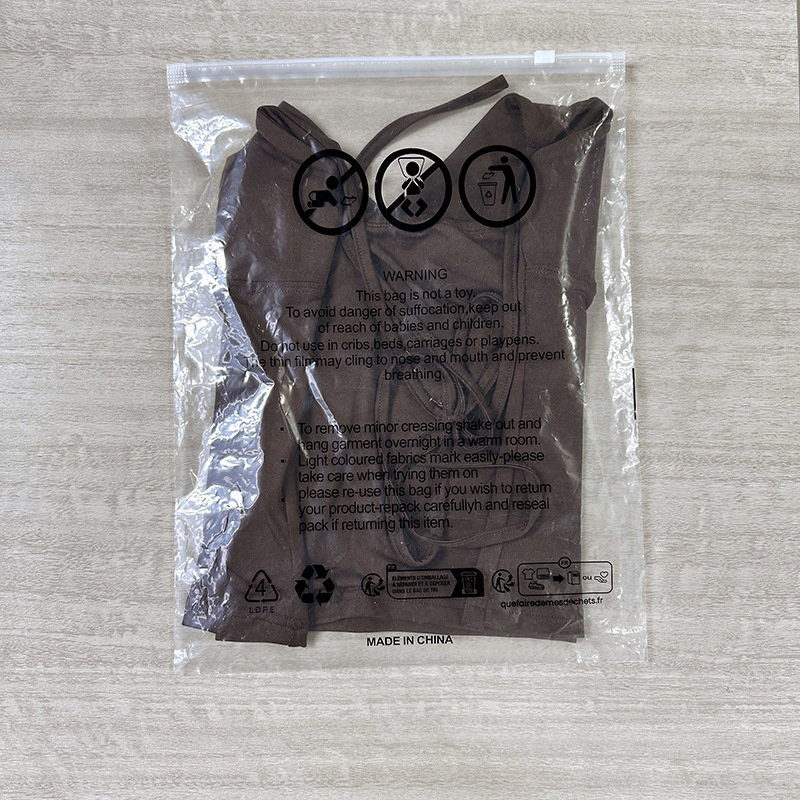 WARNING
This bag is not a toy.
To avoid danger of suffocation,keep out
of reach of babies and children.
Do not use in cribs,beds,carriages or playpens.
The thin film may cling to nose and mouth and prevent
breathing.
· To remove minor creasing shake out and
hang garment overnight in a warm room.
· Light coloured fabrics mark easily-please
take care when trying them on
· please re-use this bag if you wish to return
your product-repack carefullyh and reseal
pack if returning this item.
4
LDPE
FR
ÉLÉMENTS D'EMBALLAGE
À SÉPARER ET À DÉPOSER
DANS LE BAC DE TRI
FR
OU
quefairedemesdechets.fr
MADE IN CHINA